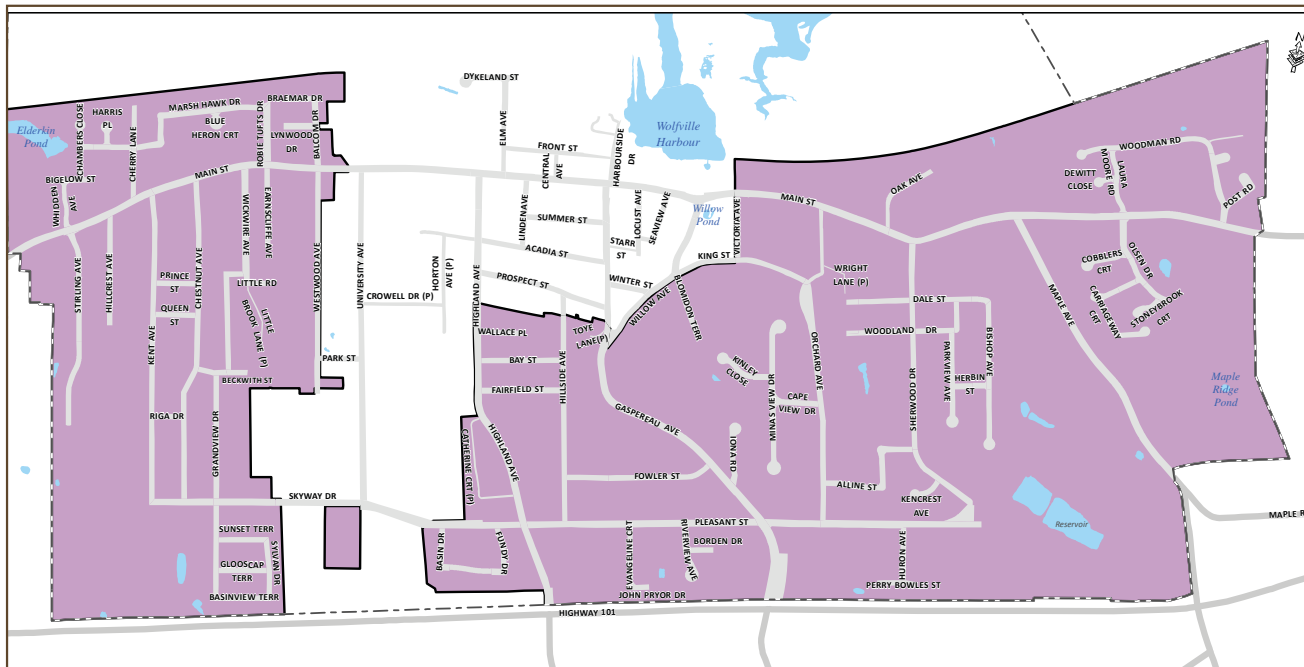 N
DYKELAND ST
MARSH HAWK DR
BRAEMAR DR
HARRIS
PL
CHAMBERS CLOSE
BLUE
HERON CRT
ROBIE TUFTS DR
LYNWOOD
DR
BALCOM DR
Elderkin
Pond
CHERRY LANE
ELM AVE
FRONT ST
CENTRAL
AVE
HARBOURSIDE
DR
Wolfville
Harbour
WOODMAN RD
LAURA
MOORE RD
DEWITT
CLOSE
POST RD
OAK AVE
MAIN ST
BIGELOW ST
WHIDDEN
AVE
MAIN ST
WICKWIRE AVE
EARNSCLIFFE AVE
LINDEN AVE
SUMMER ST
LOCUST AVE
SEAVIEW AVE
Willow
Pond
VICTORIA AVE
STARR
ST
ACADIA ST
KING ST
STIRLING AVE
HILLCREST AVE
KENT AVE
PRINCE
ST
QUEEN
ST
CHESTNUT AVE
LITTLE RD
LITTLE
BROOK LANE (P)
WESTWOOD AVE
UNIVERSITY AVE
CROWELL DR (P)
HORTON
AVE (P)
HIGHLAND AVE
PROSPECT ST
WINTER ST
WILLOW AVE
BLOMIDON TERR
WRIGHT
LANE (P)
DALE ST
WOODLAND DR
COBBLERS
CRT
OLSEN DR
CARRIAGEWAY
CRT
STONEYBROOK
CRT
MAPLE AVE
WALLACE PL
TOYE
LANE(P)
BAY ST
FAIRFIELD ST
HILLSIDE AVE
PARK ST
BECKWITH ST
KINLEY
CLOSE
MINAS VIEW DR
CAPE
VIEW DR
ORCHARD AVE
SHERWOOD DR
PARKVIEW AVE
HERBIN
ST
BISHOP AVE
Maple
Ridge
Pond
RIGA DR
GRANDVIEW DR
GASPEREAU AVE
CATHERINE CRT (P)
HIGHLAND AVE
IONA RD
FOWLER ST
ALLINE ST
KENCREST
AVE
SKYWAY DR
PLEASANT ST
Reservoir
MAPLE R
SUNSET TERR
GLOOSCAP
TERR
SYLVAN DR
BASINVIEW TERR
BASIN DR
FUNDY DR
EVANGELINE CRT
RIVERVIEW AVE
BORDEN DR
JOHN PRYOR DR
HURON AVE
PERRY BOWLES ST
HIGHWAY 101